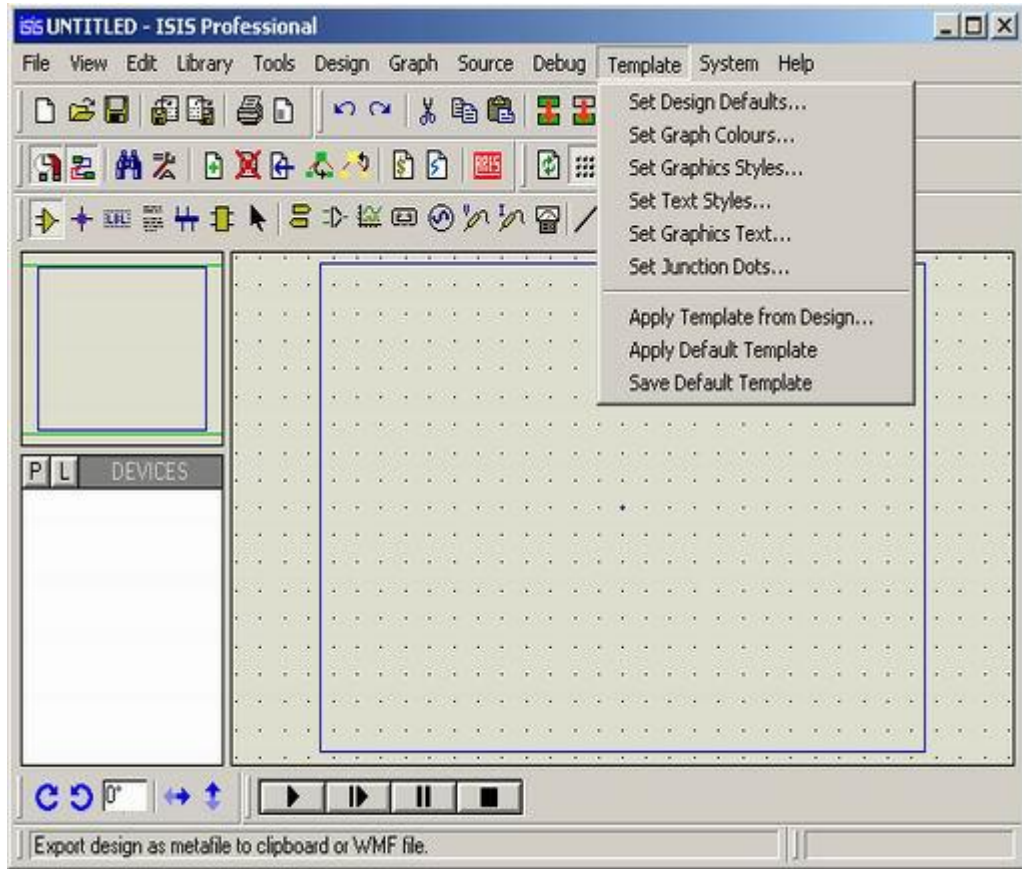 isis UNTITLED - ISIS Professional
File View Edit Library Tools Design Graph Source Debug Template System Help
Set Design Defaults...
Set Graph Colours...
Set Graphics Styles...
Set Text Styles...
Set Graphics Text...
Set Junction Dots...
Apply Template from Design...
Apply Default Template
Save Default Template
LBL
P L DEVICES
0°
Export design as metafile to clipboard or WMF file.